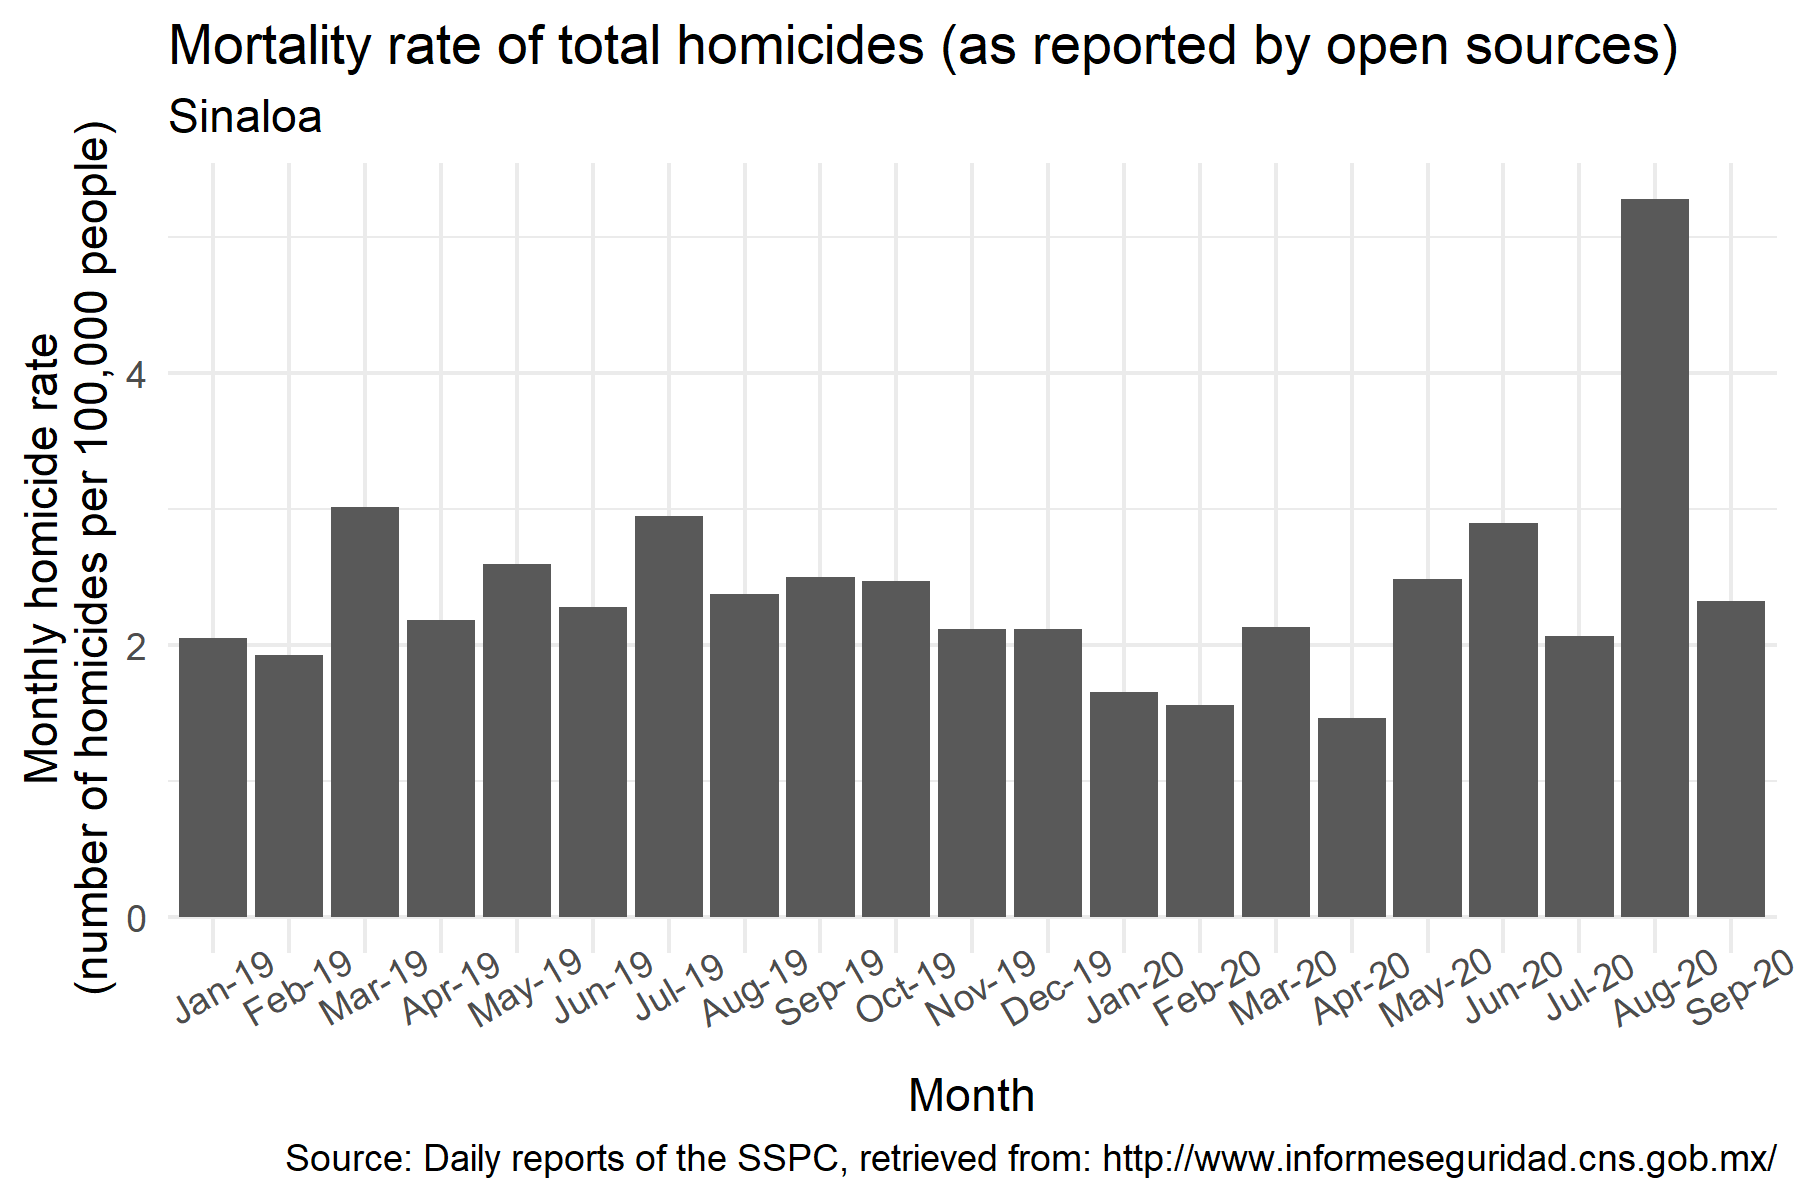 Mortality rate of total homicides (as reported by open sources)
Sinaloa
Monthly homicide rate
(number of homicides per 100,000 people)
4
2
0
Jan-19
Feb-19
Mar-19
Apr-19
May-19
Jun-19
Jul-19
Aug-19
Sep-19
Oct-19
Nov-19
Dec-19
Jan-20
Feb-20
Mar-20
Apr-20
May-20
Jun-20
Jul-20
Aug-20
Sep-20
Month
Source: Daily reports of the SSPC, retrieved from: http://www.informeseguridad.cns.gob.mx/